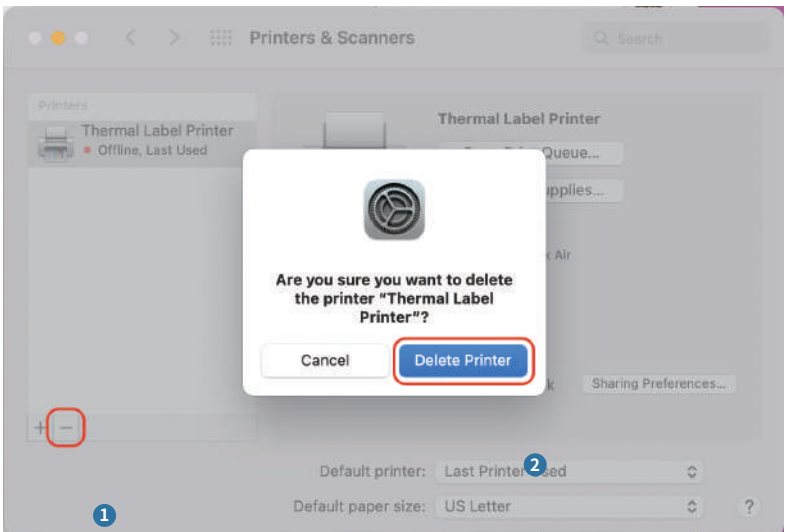 Printers & Scanners
Search
Printers
Thermal Label Printer
Offline, Last Used
Thermal Label Printer
Queue...
Supplies...
Air
Are you sure you want to delete
the printer "Thermal Label
Printer"?
Cancel
Delete Printer
Sharing Preferences...
+
−
Default printer:
Last Printer Used
2
Default paper size:
US Letter
?
1